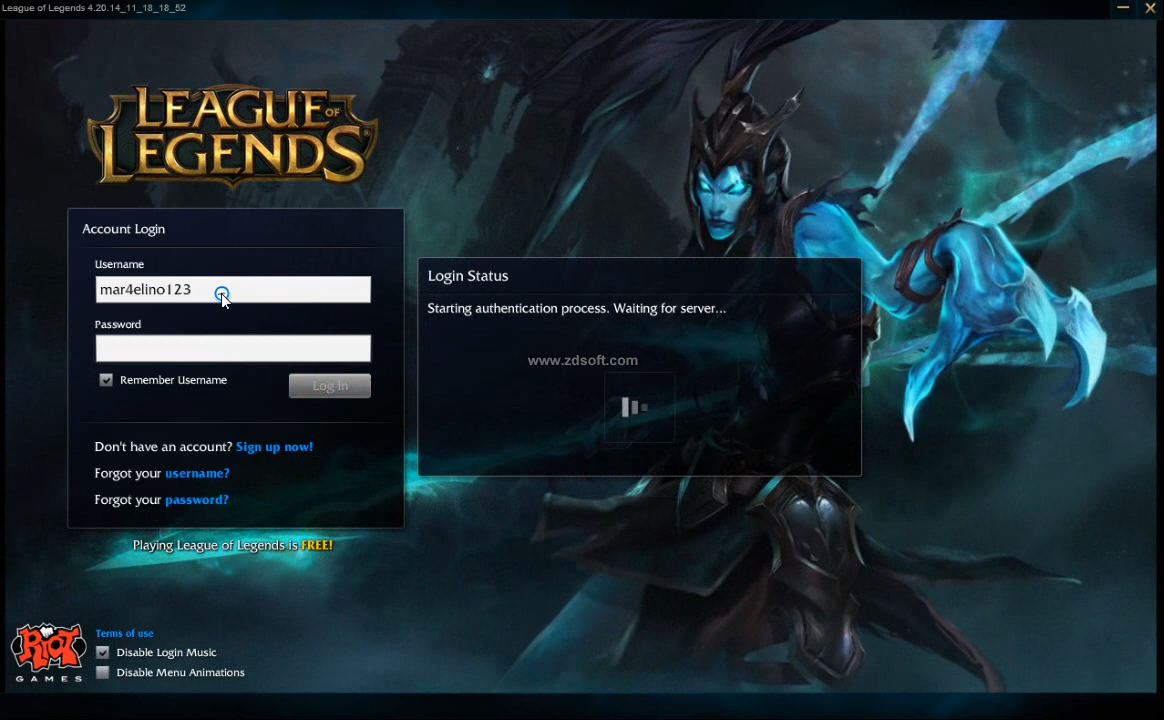 League of Legends 4.20.14_11_18_18_52
LEAGUE OF LEGENDS
Account Login
Username
mar4elino123
Password
Remember Username
Log In
Don't have an account? Sign up now!
Forgot your username?
Forgot your password?
Playing League of Legends is FREE!
Login Status
Starting authentication process. Waiting for server...
www.zdsoft.com
RIOT
GAMES
Terms of use
Disable Login Music
Disable Menu Animations